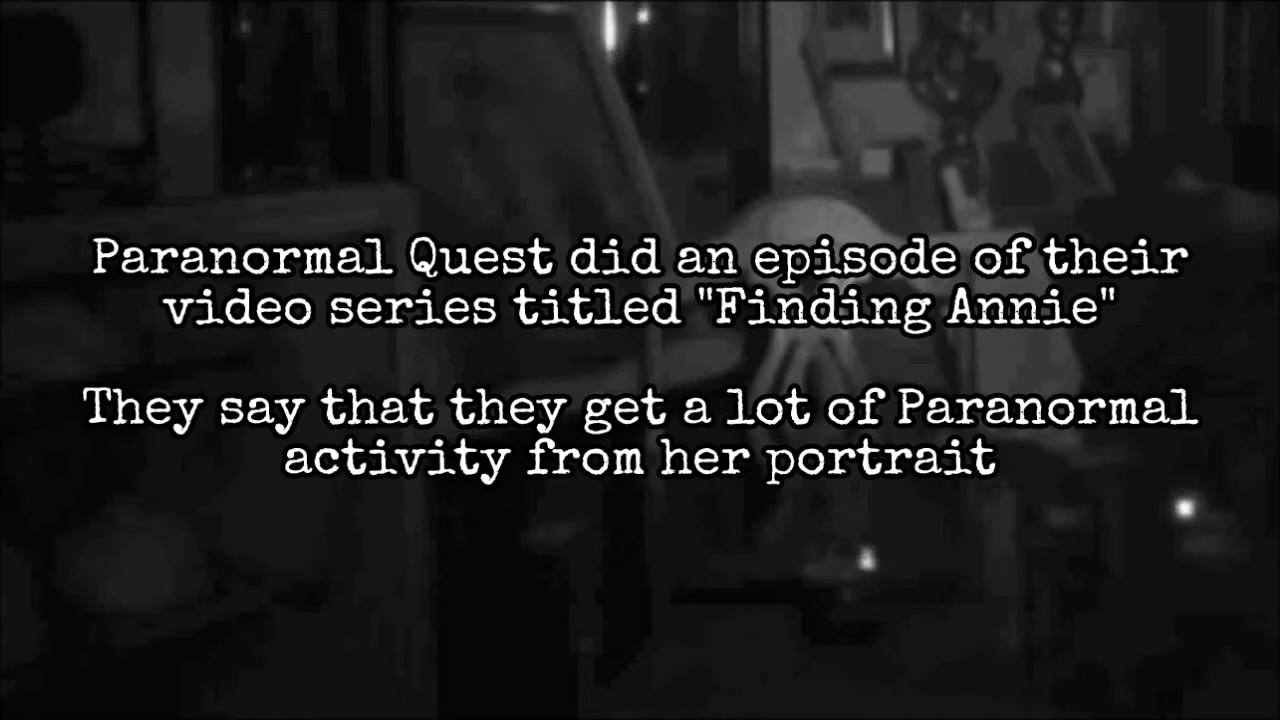 Paranormal Quest did an episode of their
video series titled "Finding Annie"
They say that they get a lot of Paranormal
activity from her portrait